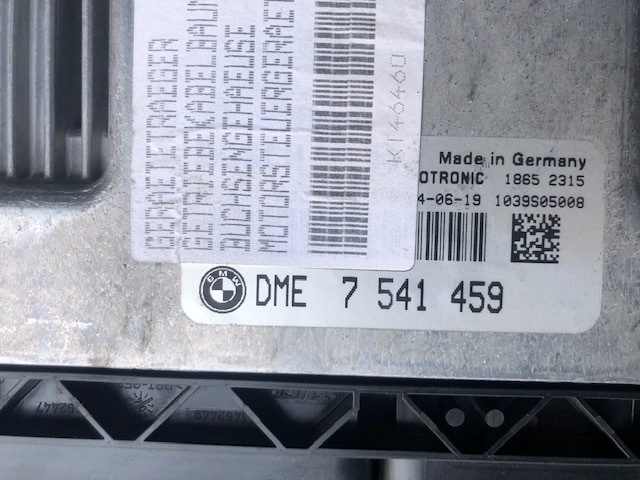 GERAETETRAEGER
GETRIEBEKABELBAUM
BUCHSENGEHAEUSE
MOTORSTEUERGERAET
K146460
Made in Germany
OTRONIC 1865 2315
4-06-19 1039S05008
BMW
DME 7 541 459